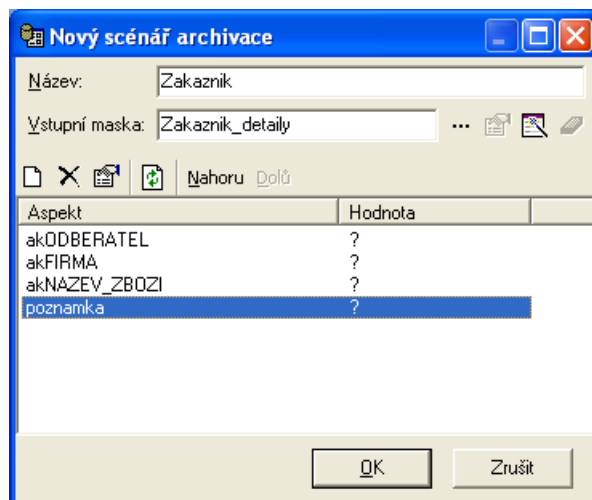 Nový scénář archivace
Název: Zakaznik
Vstupní maska: Zakaznik_detaily ...
Nahoru Dolů
Aspekt Hodnota
akODBERATEL ?
akFIRMA ?
akNAZEV_ZBOZI ?
poznamka ?
OK Zrušit